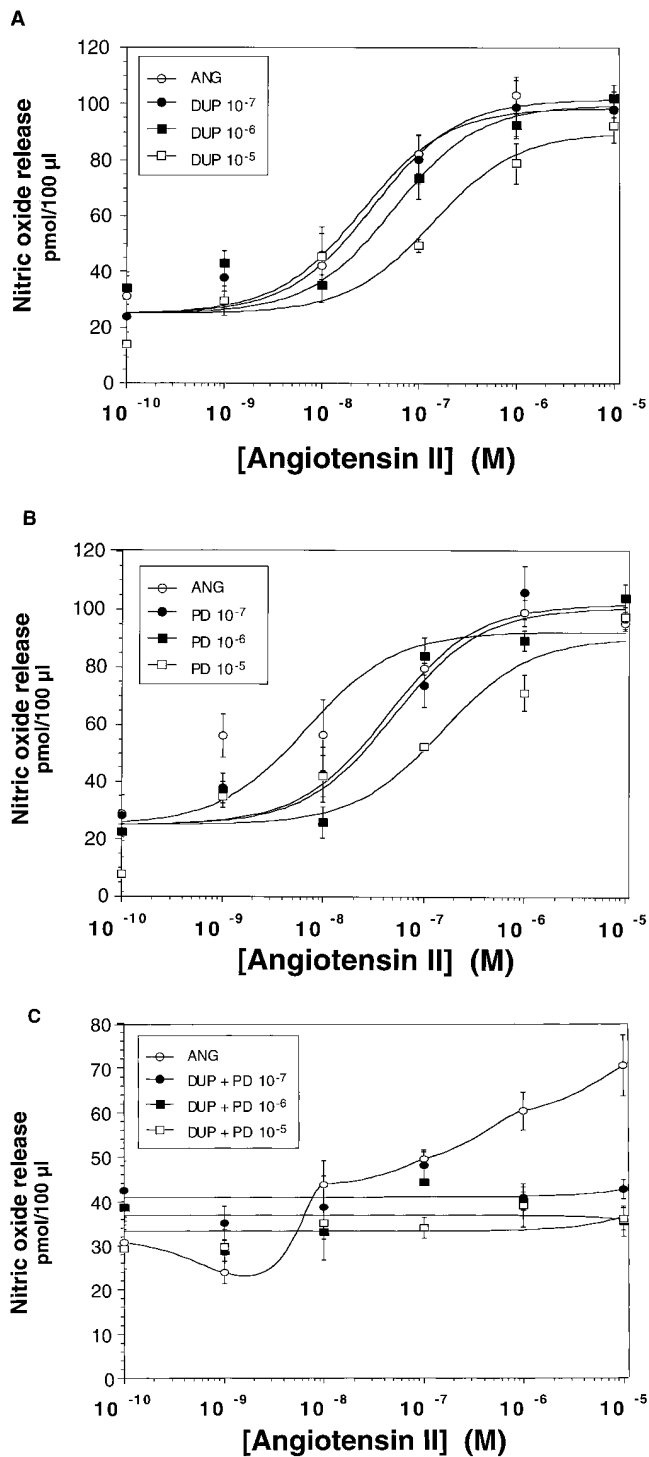 A
120
100
80
60
40
20
0
ANG
DUP 10-7
DUP 10-6
DUP 10-5
Nitric oxide release
pmol/100 µl
10 -10 10 -9 10 -8 10 -7 10 -6 10 -5
[Angiotensin II] (M)
B
120
100
80
60
40
20
0
ANG
PD 10-7
PD 10-6
PD 10-5
Nitric oxide release
pmol/100 µl
10 -10 10 -9 10 -8 10 -7 10 -6 10 -5
[Angiotensin II] (M)
C
80
70
60
50
40
30
20
10
0
ANG
DUP + PD 10-7
DUP + PD 10-6
DUP + PD 10-5
Nitric oxide release
pmol/100 µl
10 -10 10 -9 10 -8 10 -7 10 -6 10 -5
[Angiotensin II] (M)